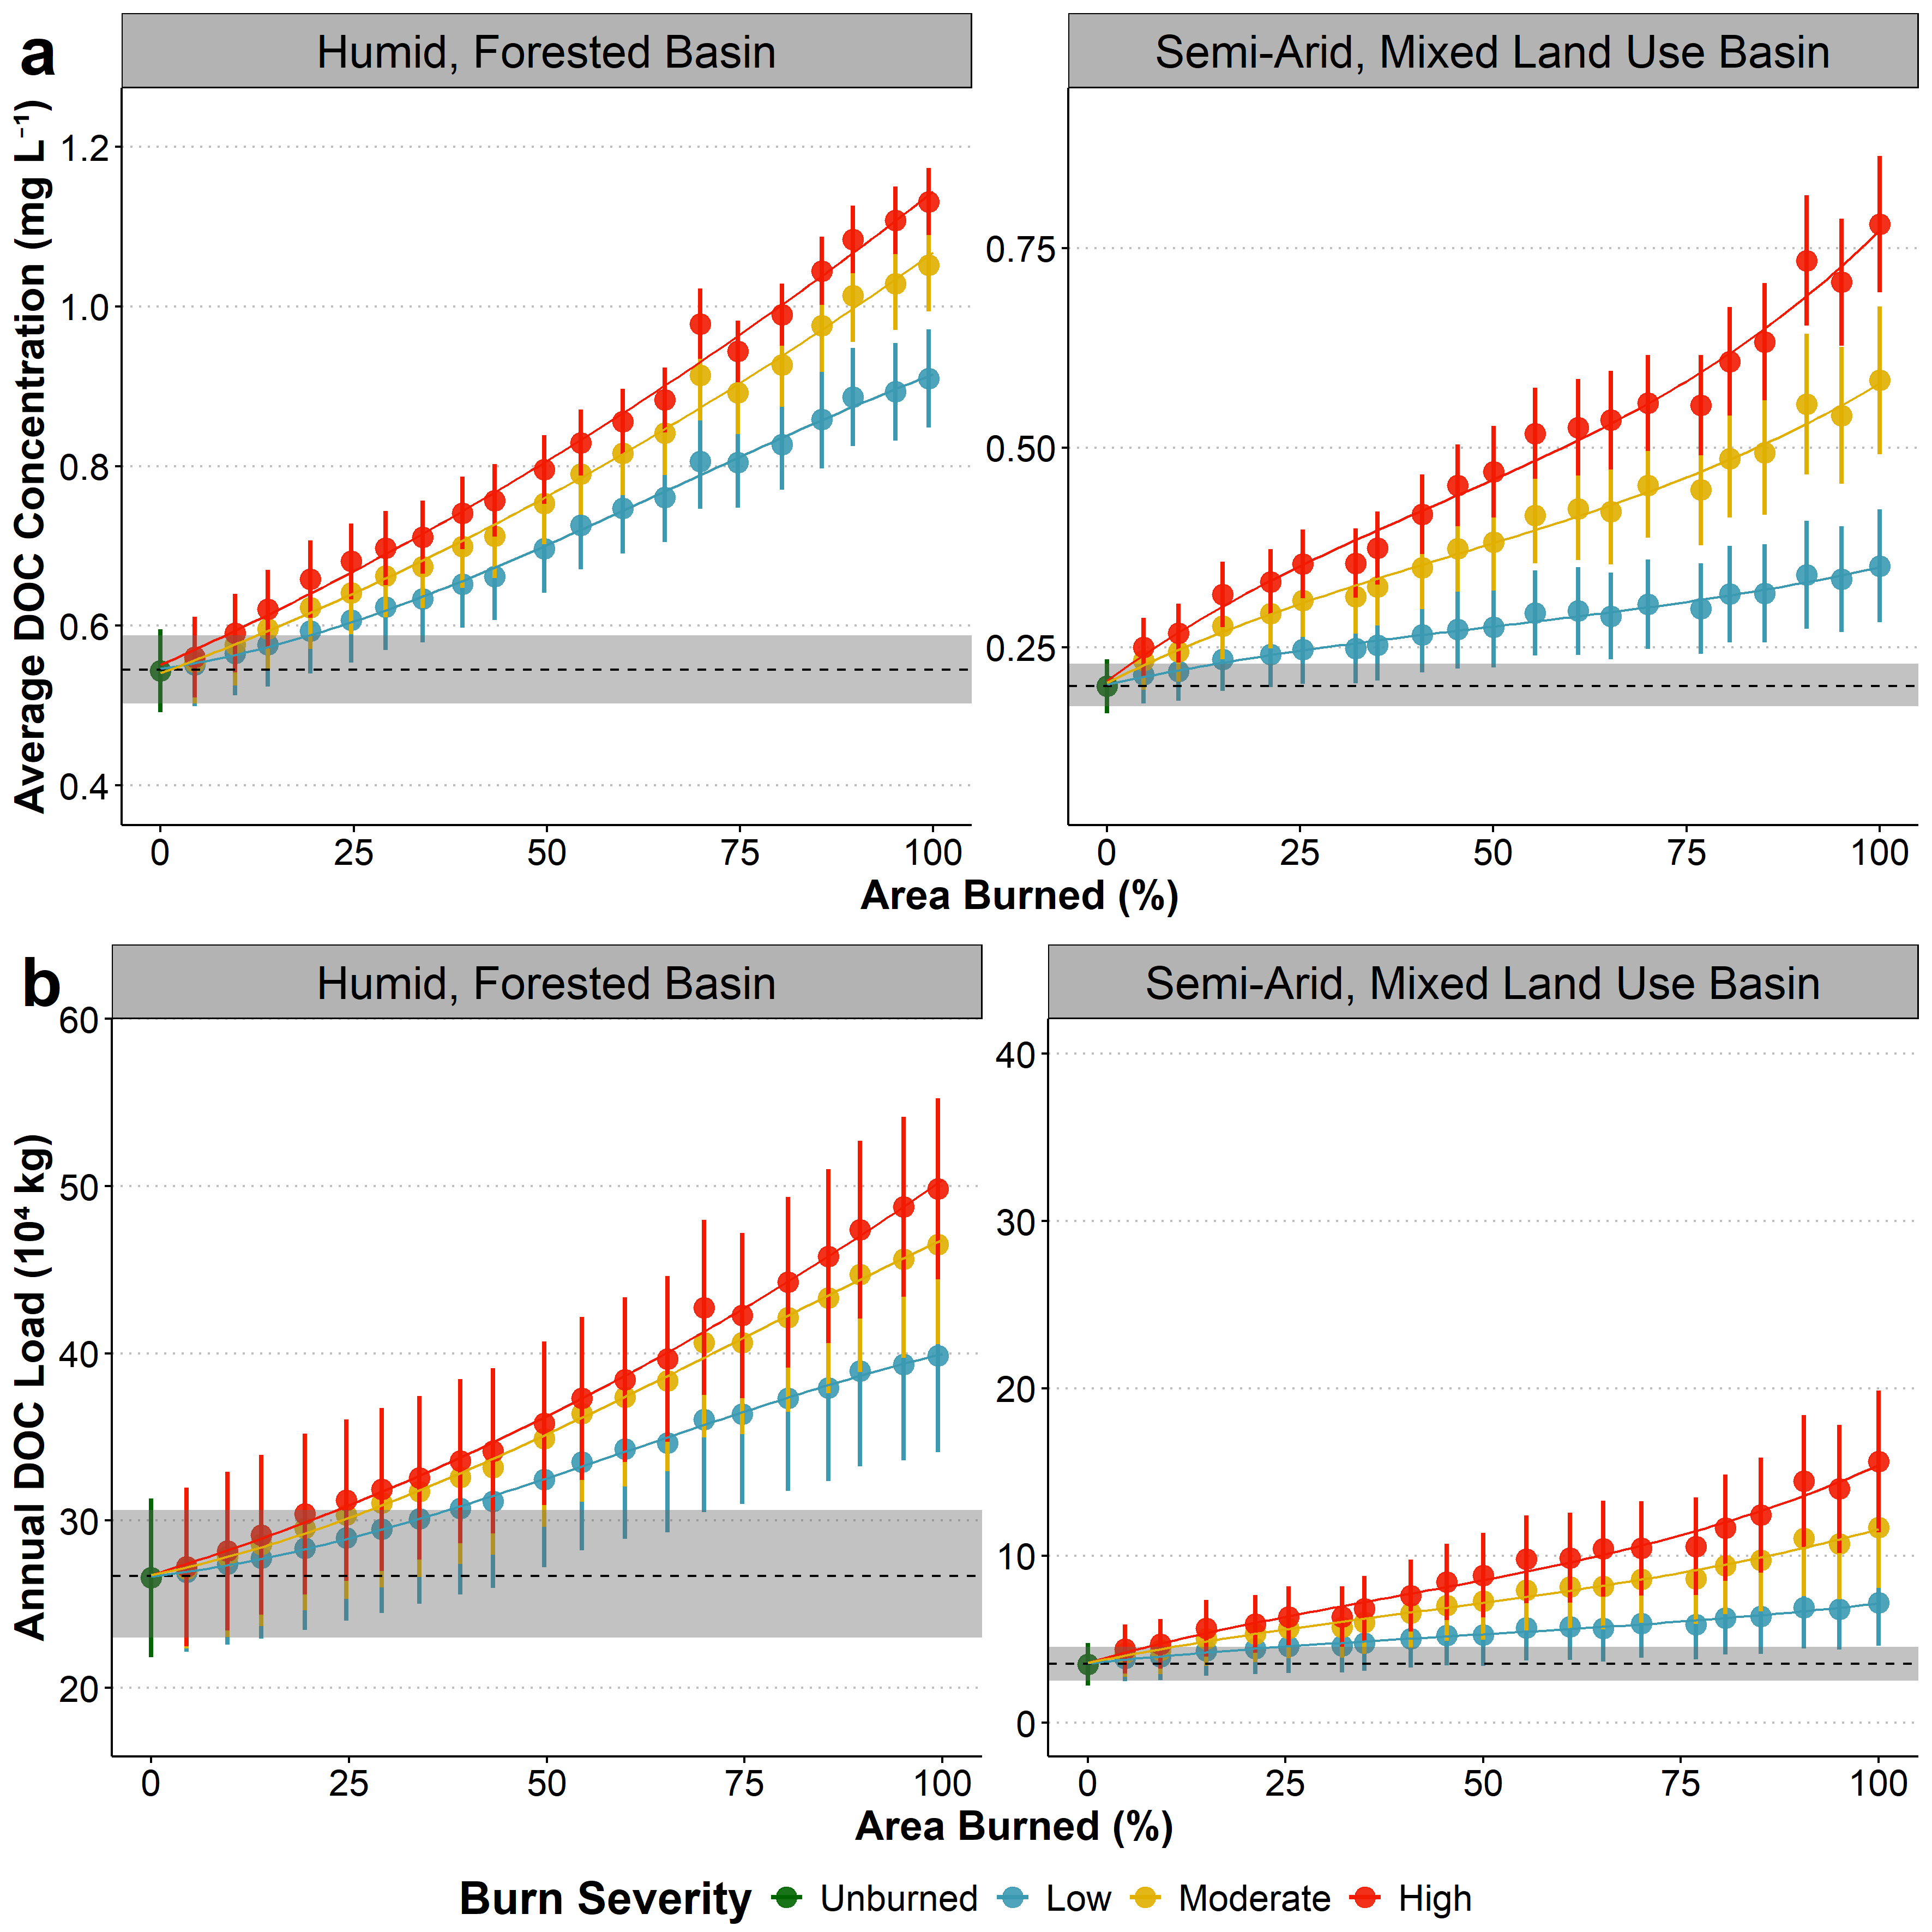 a
Humid, Forested Basin
Semi-Arid, Mixed Land Use Basin
Average DOC Concentration (mg L⁻¹)
1.2
1.0
0.8
0.6
0.4
0.75
0.50
0.25
0 25 50 75 100
0 25 50 75 100
Area Burned (%)
b
Humid, Forested Basin
Semi-Arid, Mixed Land Use Basin
Annual DOC Load (10⁴ kg)
60
50
40
30
20
40
30
20
10
0
0 25 50 75 100
0 25 50 75 100
Area Burned (%)
Burn Severity Unburned Low Moderate High